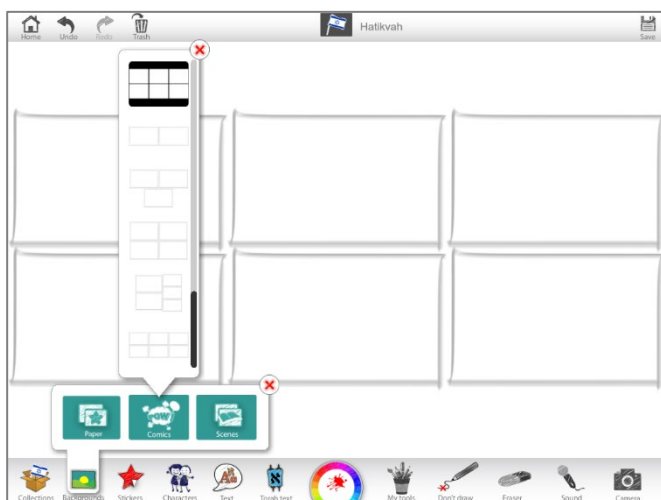 Home Undo Redo Trash Hatikvah Save
POW
Paper Comics Scenes
Collections Backgrounds Stickers Characters Text Torah text My tools Don't draw Eraser Sound Camera